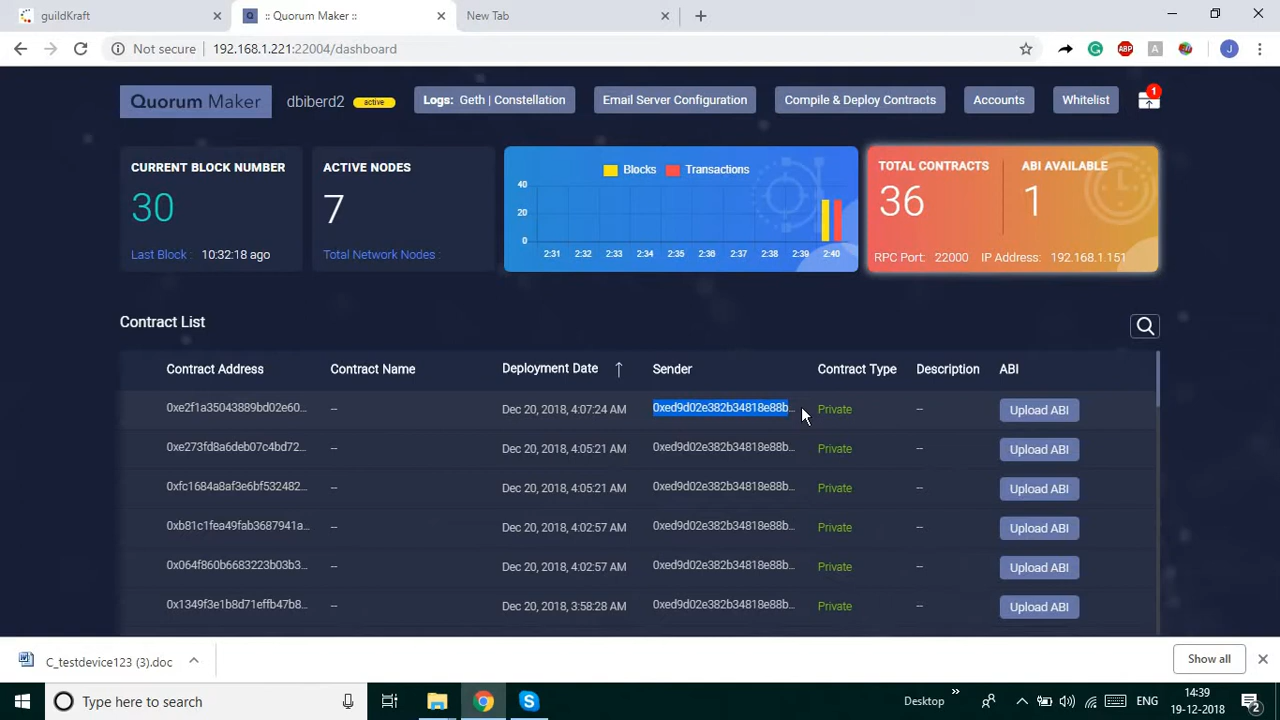 guildKraft
:: Quorum Maker ::
New Tab
Not secure
192.168.1.221:22004/dashboard
ABP
A
J
Quorum Maker
dbiberd2
active
Logs: Geth | Constellation
Email Server Configuration
Compile & Deploy Contracts
Accounts
Whitelist
1
CURRENT BLOCK NUMBER
30
Last Block : 10:32:18 ago
ACTIVE NODES
7
Total Network Nodes :
Blocks
Transactions
40
20
0
2:31 2:32 2:33 2:34 2:35 2:36 2:37 2:38 2:39 2:40
TOTAL CONTRACTS
36
ABI AVAILABLE
1
RPC Port: 22000 IP Address: 192.168.1.151
Contract List
Contract Address Contract Name Deployment Date Sender Contract Type Description ABI
0xe2f1a35043889bd02e60... -- Dec 20, 2018, 4:07:24 AM 0xed9d02e382b34818e88b... Private -- Upload ABI
0xe273fd8a6deb07c4bd72... -- Dec 20, 2018, 4:05:21 AM 0xed9d02e382b34818e88b... Private -- Upload ABI
0xfc1684a8af3e6bf532482... -- Dec 20, 2018, 4:05:21 AM 0xed9d02e382b34818e88b... Private -- Upload ABI
0xb81c1fea49fab3687941a... -- Dec 20, 2018, 4:02:57 AM 0xed9d02e382b34818e88b... Private -- Upload ABI
0x064f860b6683223b03b3... -- Dec 20, 2018, 4:02:57 AM 0xed9d02e382b34818e88b... Private -- Upload ABI
0x1349f3e1b8d71effb47b8... -- Dec 20, 2018, 3:58:28 AM 0xed9d02e382b34818e88b... Private -- Upload ABI
C_testdevice123 (3).doc
Show all
Type here to search
Desktop
ENG
14:39
19-12-2018
2